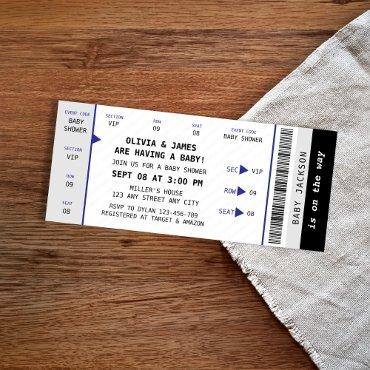 EVENT CODE
BABY
SHOWER
SECTION
VIP
ROW
09
SEAT
08
SECTION
VIP
ROW
09
SEAT
08
EVENT CODE
BABY SHOWER
OLIVIA & JAMES
ARE HAVING A BABY!
JOIN US FOR A BABY SHOWER
SEPT 08 AT 3:00 PM
MILLER'S HOUSE
123 ANY STREET ANY CITY
RSVP TO DYLAN 123-456-789
REGISTERED AT TARGET & AMAZON
SEC VIP
ROW 09
SEAT 08
BABY JACKSON
is on the way